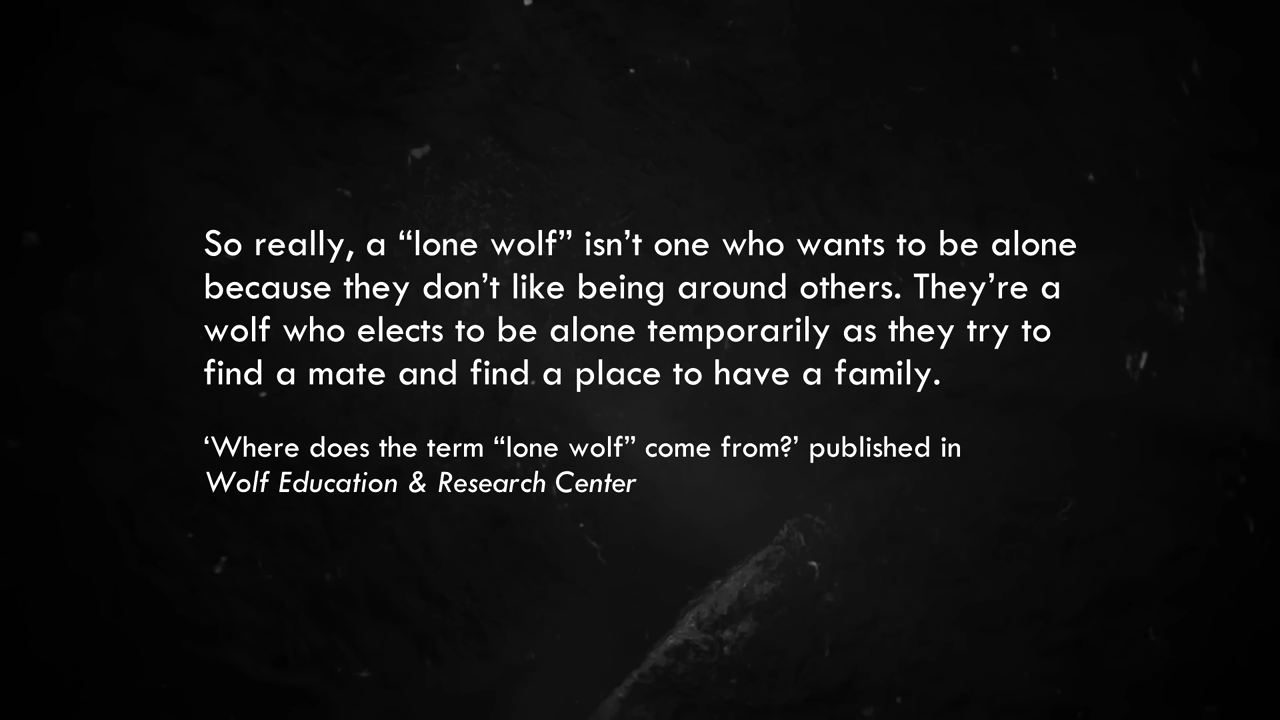 So really, a “lone wolf” isn’t one who wants to be alone
because they don’t like being around others. They’re a
wolf who elects to be alone temporarily as they try to
find a mate and find a place to have a family.
‘Where does the term “lone wolf” come from?’ published in
Wolf Education & Research Center